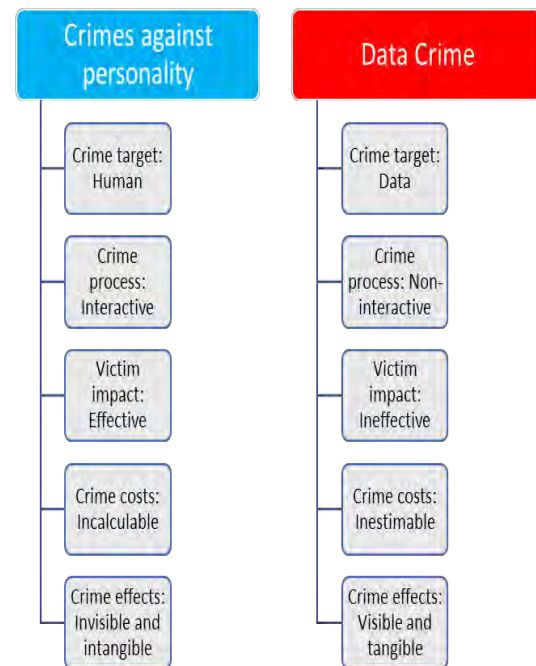 Crimes against
personality
Crime target:
Human
Crime
process:
Interactive
Victim
impact:
Effective
Crime costs:
Incalculable
Crime effects:
Invisible and
intangible
Data Crime
Crime target:
Data
Crime
process: Non-
interactive
Victim
impact:
Ineffective
Crime costs:
Inestimable
Crime effects:
Visible and
tangible